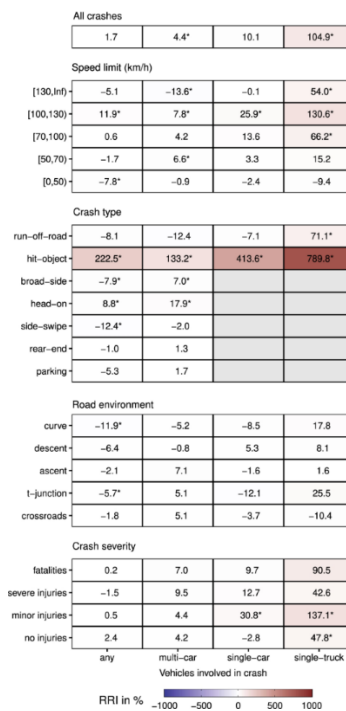 All crashes
1.7 4.4* 10.1 104.9*
Speed limit (km/h)
[130,Inf) −5.1 −13.6* −0.1 54.0*
[100,130) 11.9* 7.8* 25.9* 130.6*
[70,100) 0.6 4.2 13.6 66.2*
[50,70) −1.7 6.6* 3.3 15.2
[0,50) −7.8* −0.9 −2.4 −9.4
Crash type
run−off−road −8.1 −12.4 −7.1 71.1*
hit−object 222.5* 133.2* 413.6* 789.8*
broad−side −7.9* 7.0*
head−on 8.8* 17.9*
side−swipe −12.4* −2.0
rear−end −1.0 1.3
parking −5.3 1.7
Road environment
curve −11.9* −5.2 −8.5 17.8
descent −6.4 −0.8 5.3 8.1
ascent −2.1 7.1 −1.6 1.6
t−junction −5.7* 5.1 −12.1 25.5
crossroads −1.8 5.1 −3.7 −10.4
Crash severity
fatalities 0.2 7.0 9.7 90.5
severe injuries −1.5 9.5 12.7 42.6
minor injuries 0.5 4.4 30.8* 137.1*
no injuries 2.4 4.2 −2.8 47.8*
any multi−car single−car single−truck
Vehicles involved in crash
RRI in % −1000 −500 0 500 1000